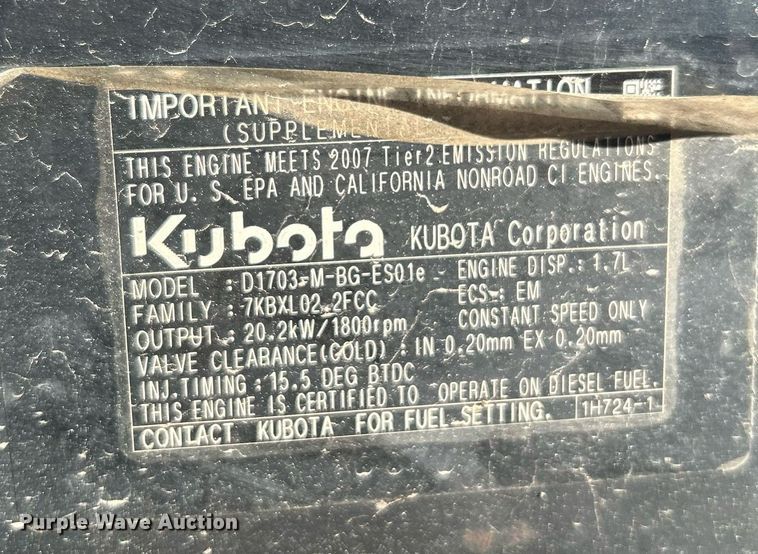 IMPORTANT ENGINE INFORMATION
(SUPPLEMENTAL
THIS ENGINE MEETS 2007 Tier2 EMISSION REGULATIONS
FOR U. S. EPA AND CALIFORNIA NONROAD CI ENGINES.
Kubota KUBOTA Corporation
MODEL : D1703-M-BG-ES01e ENGINE DISP.: 1.7L
FAMILY : 7KBXL02.2FCC ECS : EM
OUTPUT : 20.2kW/1800rpm CONSTANT SPEED ONLY
VALVE CLEARANCE(COLD) : IN 0.20mm EX 0.20mm
INJ.TIMING : 15.5 DEG BTDC
THIS ENGINE IS CERTIFIED TO OPERATE ON DIESEL FUEL.
CONTACT KUBOTA FOR FUEL SETTING. 1H724-1
Purple Wave Auction